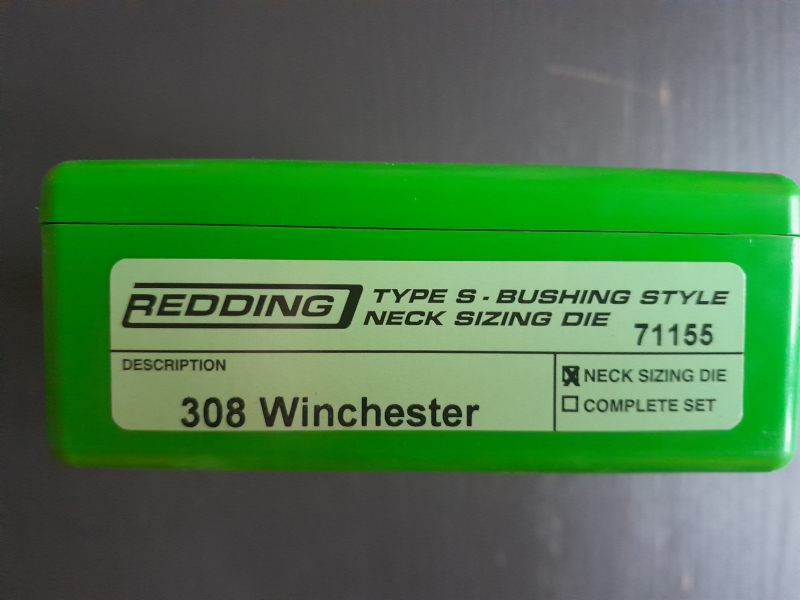 REDDING
TYPE S - BUSHING STYLE
NECK SIZING DIE 71155
DESCRIPTION
308 Winchester
NECK SIZING DIE
COMPLETE SET